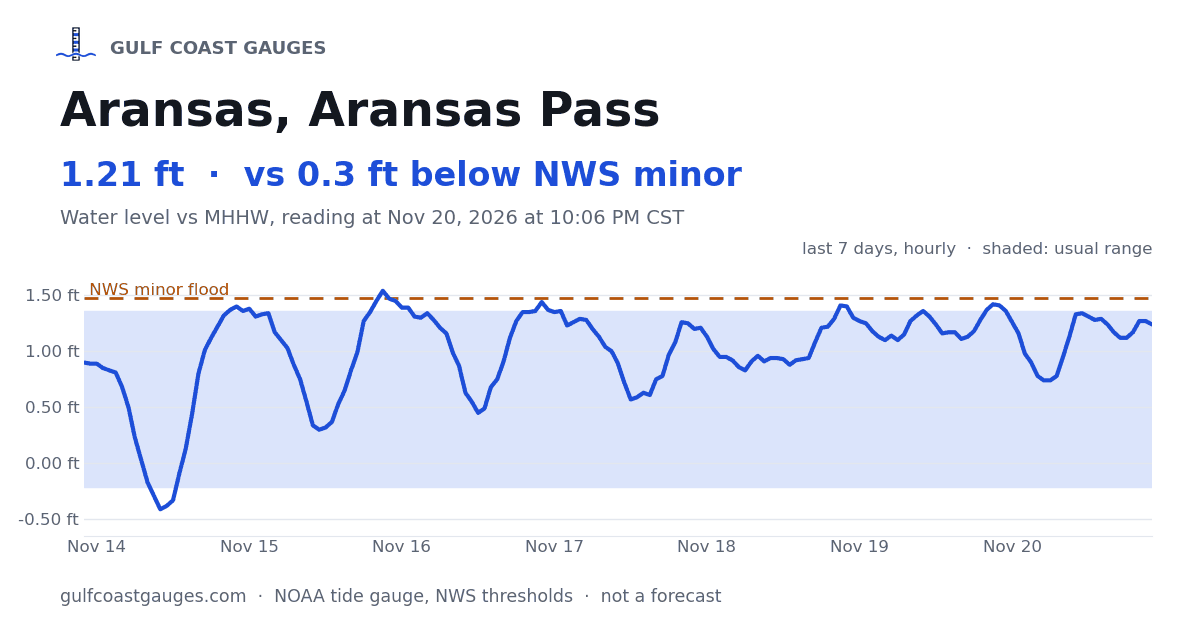 GULF COAST GAUGES
Aransas, Aransas Pass
1.21 ft · vs 0.3 ft below NWS minor
Water level vs MHHW, reading at Nov 20, 2026 at 10:06 PM CST
last 7 days, hourly · shaded: usual range
NWS minor flood
1.50 ft
1.00 ft
0.50 ft
0.00 ft
-0.50 ft
Nov 14 Nov 15 Nov 16 Nov 17 Nov 18 Nov 19 Nov 20
gulfcoastgauges.com · NOAA tide gauge, NWS thresholds · not a forecast